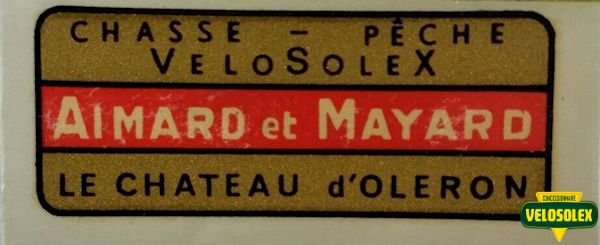 CHASSE – PÊCHE
VELOSOLEX
AIMARD et MAYARD
LE CHATEAU d'OLERON
CONCESSIONNAIRE
VELOSOLEX